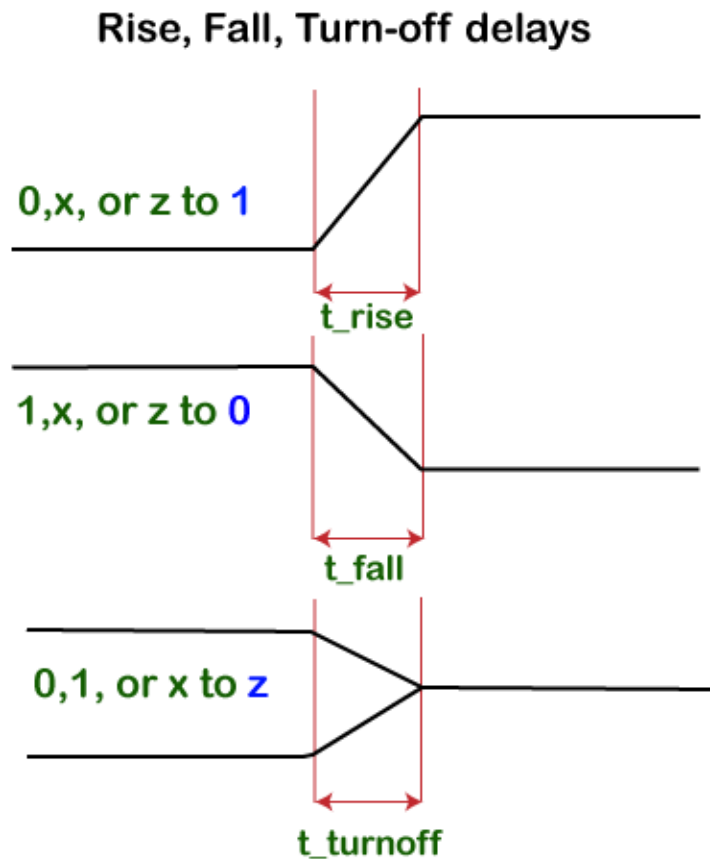 Rise, Fall, Turn-off delays
0,x, or z to 1
t_rise
1,x, or z to 0
t_fall
0,1, or x to z
t_turnoff